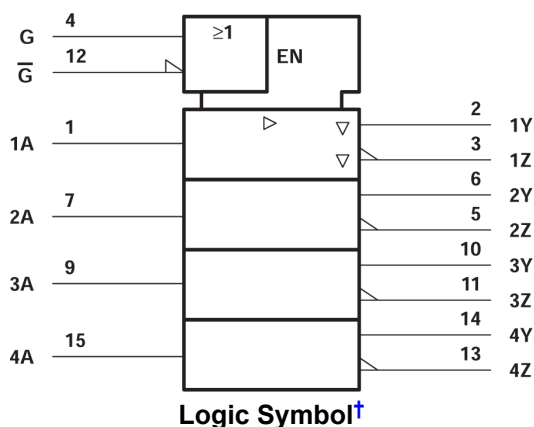 G 4 ≥1 EN
G̅ 12
1A 1 ▷ ▽ 2 1Y
▽ 3 1Z
2A 7 6 2Y
5 2Z
3A 9 10 3Y
11 3Z
4A 15 14 4Y
13 4Z
Logic Symbol†